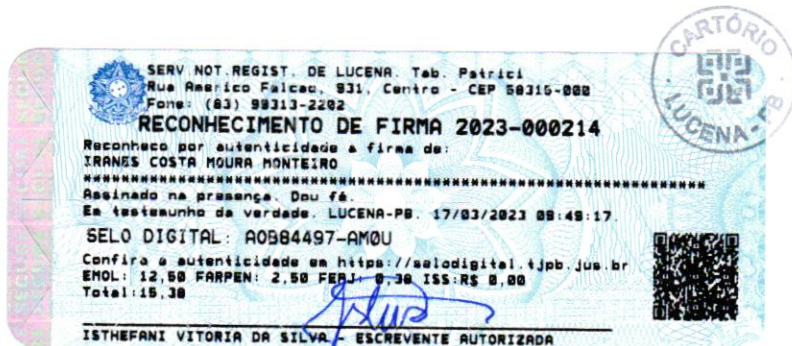 SERV.NOT.REGIST. DE LUCENA. Tab. Patrici
Rua Americo Falcao, 931, Centro - CEP 58315-000
Fone: (83) 99313-2202
RECONHECIMENTO DE FIRMA 2023-000214
Reconheco por autenticidade a firma de:
IRANES COSTA MOURA MONTEIRO
Assinado na presença. Dou fé.
Em testemunho da verdade. LUCENA-PB. 17/03/2023 09:49:17.
SELO DIGITAL: AOB84497-AM0U
Confira a autenticidade em https://selodigital.tjpb.jus.br
EMOL: 12,50 FARPEN: 2,50 FEPJ: 0,38 ISS:R$ 0,00
Total:15,38
ISTHEFANI VITORIA DA SILVA - ESCREVENTE AUTORIZADA
CARTÓRIO
LUCENA-PB